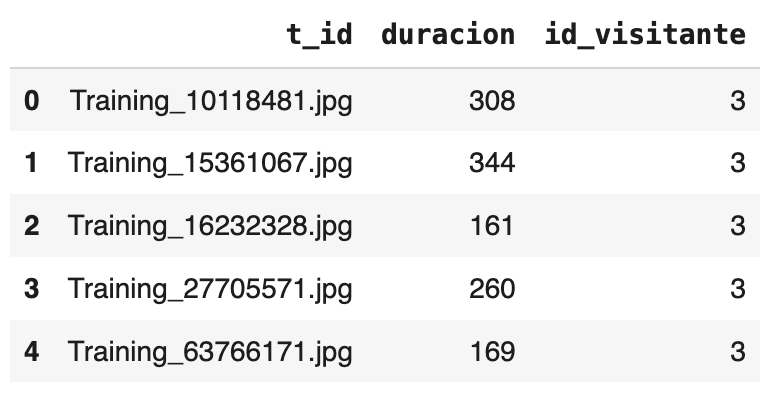 t_id duracion id_visitante
0 Training_10118481.jpg 308 3
1 Training_15361067.jpg 344 3
2 Training_16232328.jpg 161 3
3 Training_27705571.jpg 260 3
4 Training_63766171.jpg 169 3